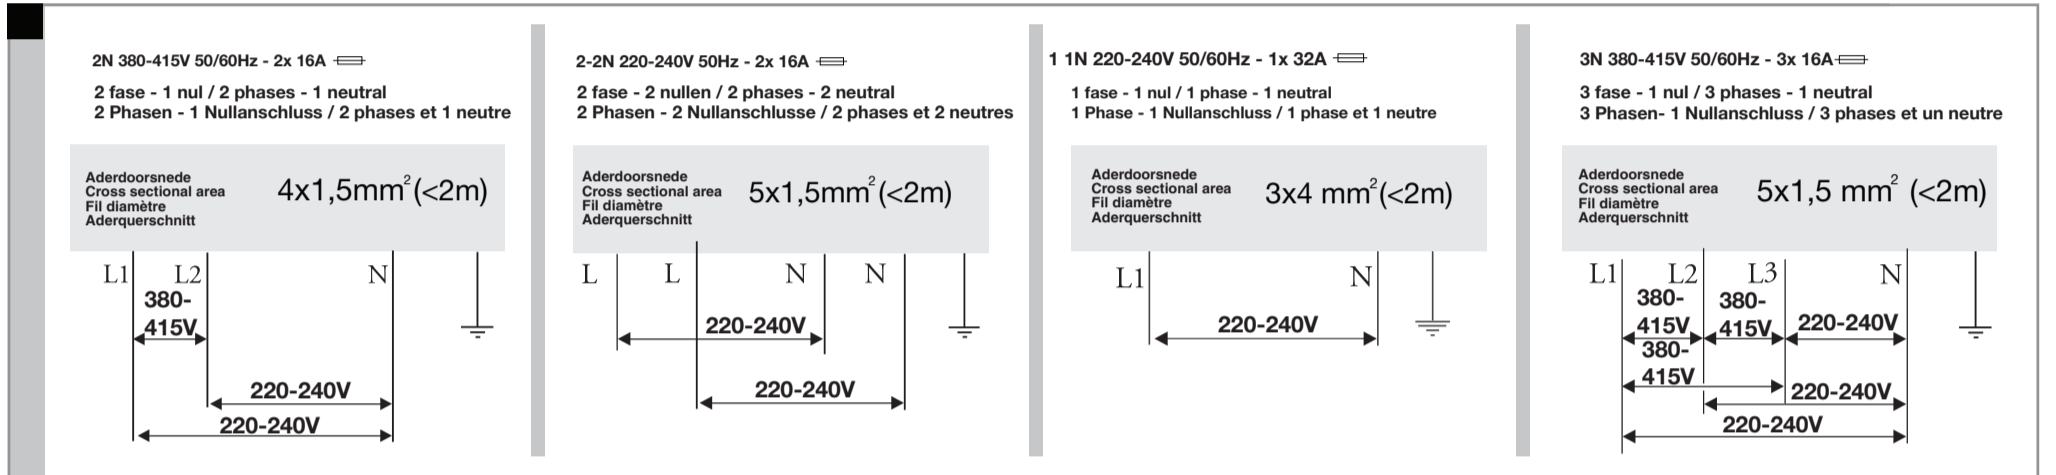 2N 380-415V 50/60Hz - 2x 16A
2 fase - 1 nul / 2 phases - 1 neutral
2 Phasen - 1 Nullanschluss / 2 phases et 1 neutre
Aderdoorsnede
Cross sectional area
Fil diamètre
Aderquerschnitt
4x1,5mm²(<2m)
L1 L2 N
380-
415V
220-240V
220-240V
2-2N 220-240V 50Hz - 2x 16A
2 fase - 2 nullen / 2 phases - 2 neutral
2 Phasen - 2 Nullanschlusse / 2 phases et 2 neutres
Aderdoorsnede
Cross sectional area
Fil diamètre
Aderquerschnitt
5x1,5mm²(<2m)
L L N N
220-240V
220-240V
1 1N 220-240V 50/60Hz - 1x 32A
1 fase - 1 nul / 1 phase - 1 neutral
1 Phase - 1 Nullanschluss / 1 phase et 1 neutre
Aderdoorsnede
Cross sectional area
Fil diamètre
Aderquerschnitt
3x4 mm²(<2m)
L1 N
220-240V
3N 380-415V 50/60Hz - 3x 16A
3 fase - 1 nul / 3 phases - 1 neutral
3 Phasen- 1 Nullanschluss / 3 phases et un neutre
Aderdoorsnede
Cross sectional area
Fil diamètre
Aderquerschnitt
5x1,5 mm² (<2m)
L1 L2 L3 N
380- 380-
415V 415V 220-240V
380-
415V
220-240V
220-240V